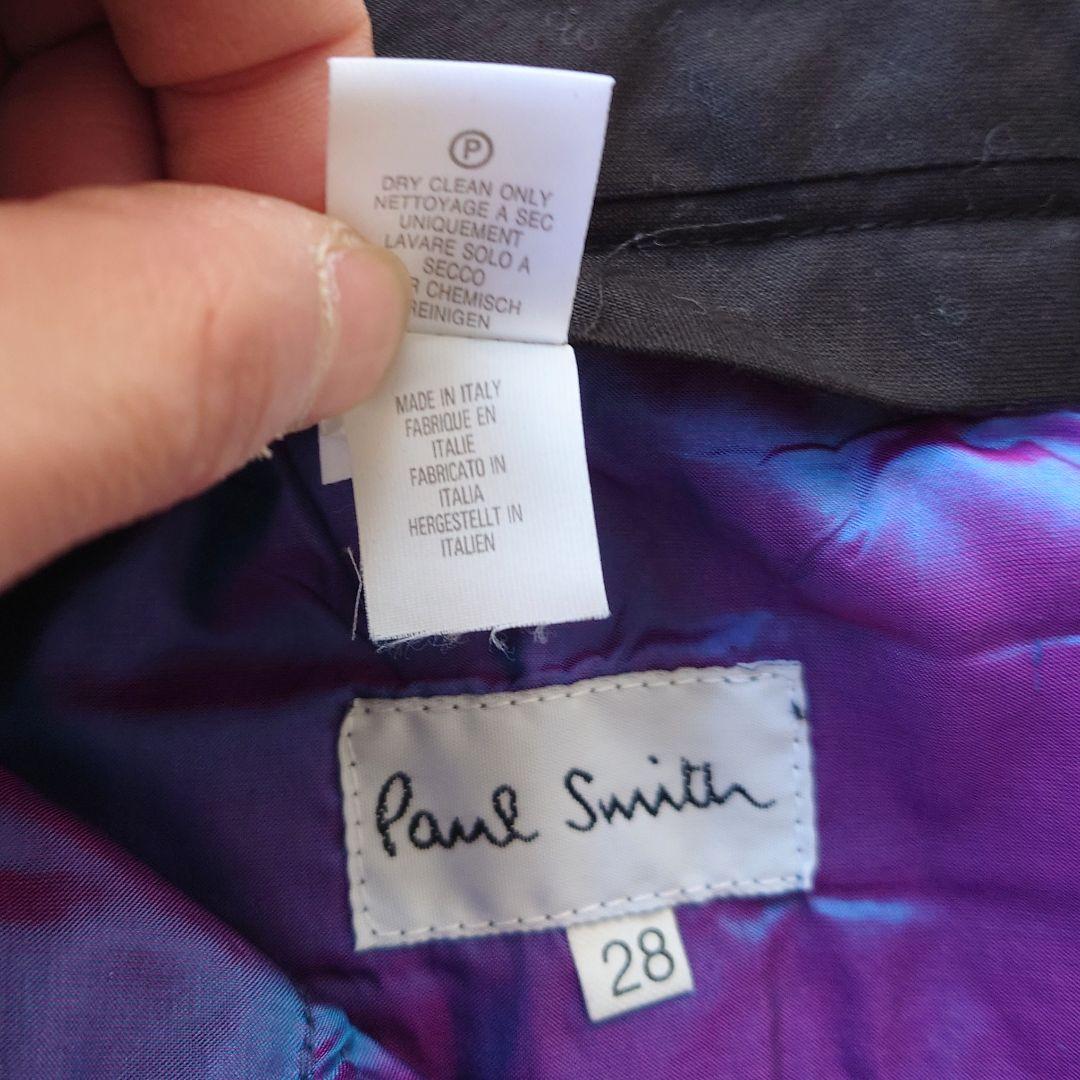 P
DRY CLEAN ONLY
NETTOYAGE A SEC
UNIQUEMENT
LAVARE SOLO A
SECCO
CHEMISCH
REINIGEN
MADE IN ITALY
FABRIQUE EN
ITALIE
FABRICATO IN
ITALIA
HERGESTELLT IN
ITALIEN
Paul Smith
28